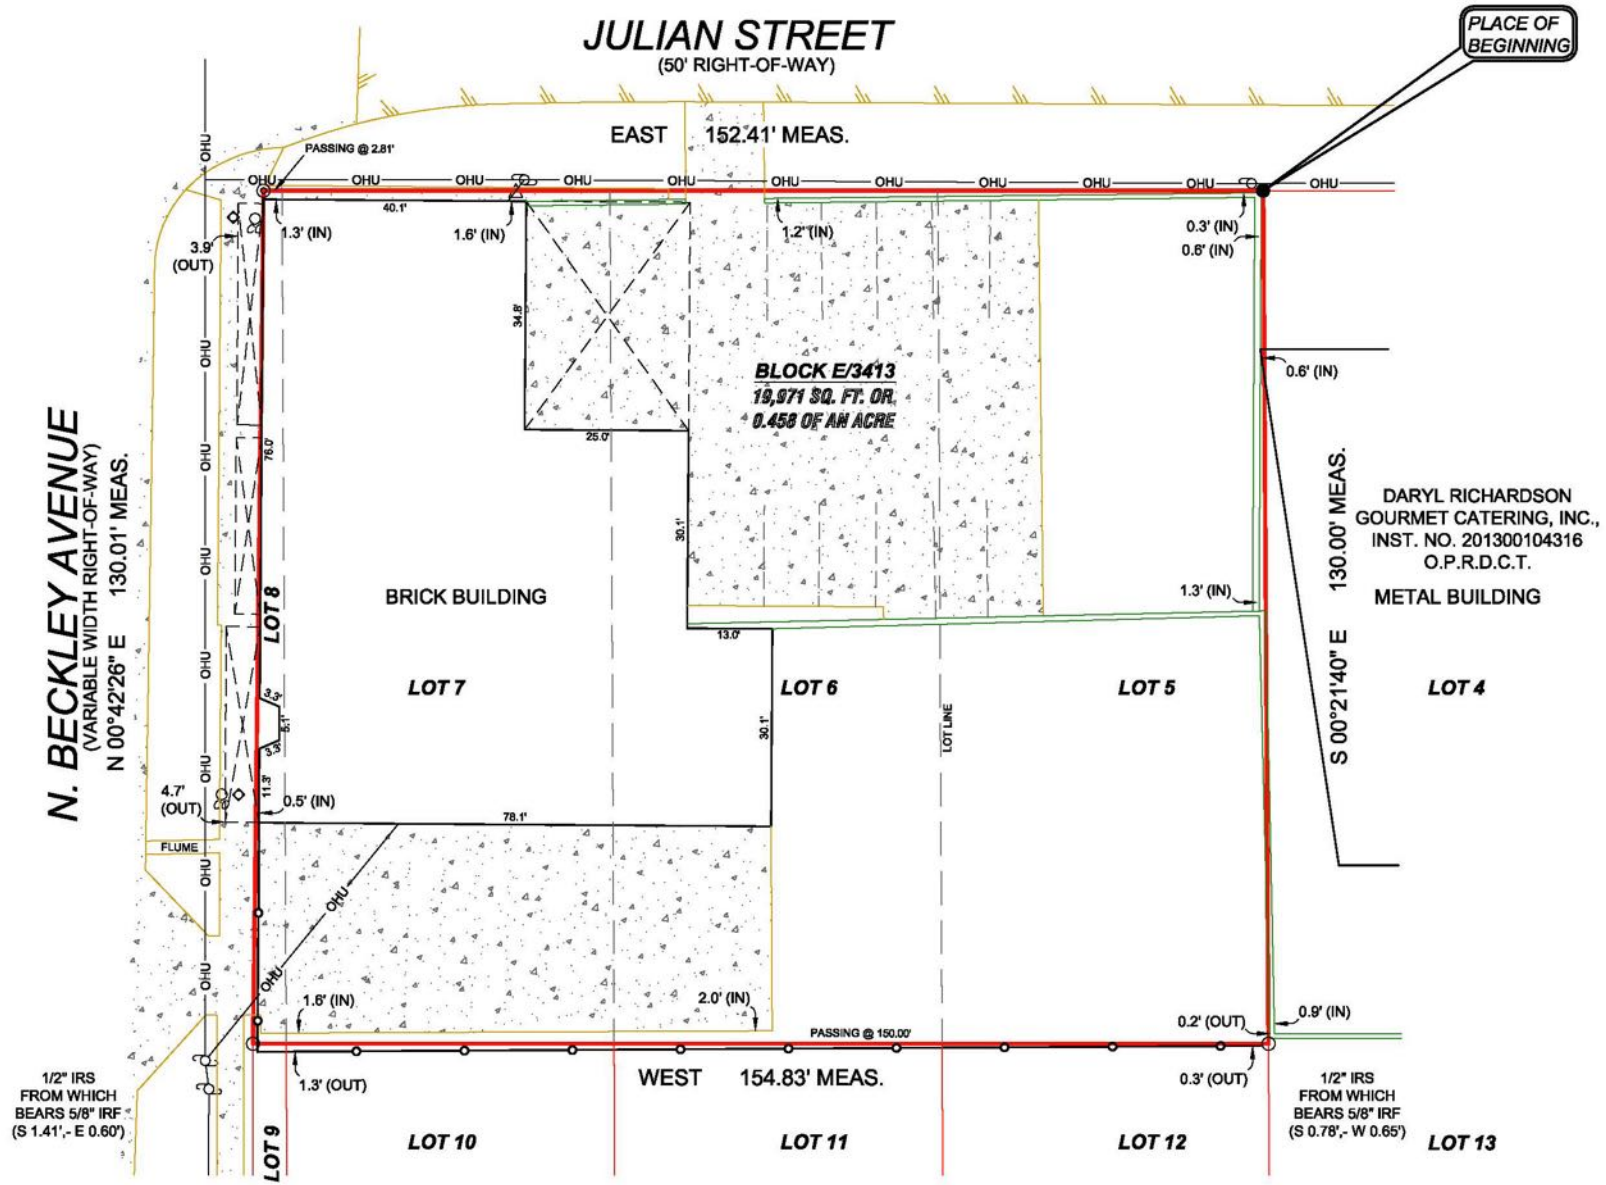 JULIAN STREET
(50' RIGHT-OF-WAY)
PLACE OF
BEGINNING
EAST 152.41' MEAS.
PASSING @ 2.81'
OHU
OHU OHU OHU OHU OHU OHU OHU OHU OHU OHU OHU
40.1'
1.3' (IN)
1.6' (IN)
1.2' (IN)
0.3' (IN)
0.6' (IN)
3.9'
(OUT)
34.8'
OHU
BLOCK E/3413
19,971 SQ. FT. OR
0.458 OF AN ACRE
0.6' (IN)
25.0'
76.0'
OHU
N. BECKLEY AVENUE
(VARIABLE WIDTH RIGHT-OF-WAY)
N 00°42'26" E 130.01' MEAS.
30.1'
S 00°21'40" E 130.00' MEAS.
DARYL RICHARDSON
GOURMET CATERING, INC.,
INST. NO. 201300104316
O.P.R.D.C.T.
METAL BUILDING
OHU
LOT 8
BRICK BUILDING
1.3' (IN)
13.0'
OHU
LOT 7
LOT 6
LOT 5
LOT 4
3.3'
5.1'
3.3'
30.1'
LOT LINE
OHU
11.3'
4.7'
(OUT)
0.5' (IN)
78.1'
FLUME
OHU
OHU
OHU
OHU
1.6' (IN)
2.0' (IN)
PASSING @ 150.00'
0.2' (OUT)
0.9' (IN)
1.3' (OUT)
WEST 154.83' MEAS.
0.3' (OUT)
1/2" IRS
FROM WHICH
BEARS 5/8" IRF
(S 1.41',- E 0.60')
1/2" IRS
FROM WHICH
BEARS 5/8" IRF
(S 0.78',- W 0.65')
LOT 9
LOT 10
LOT 11
LOT 12
LOT 13